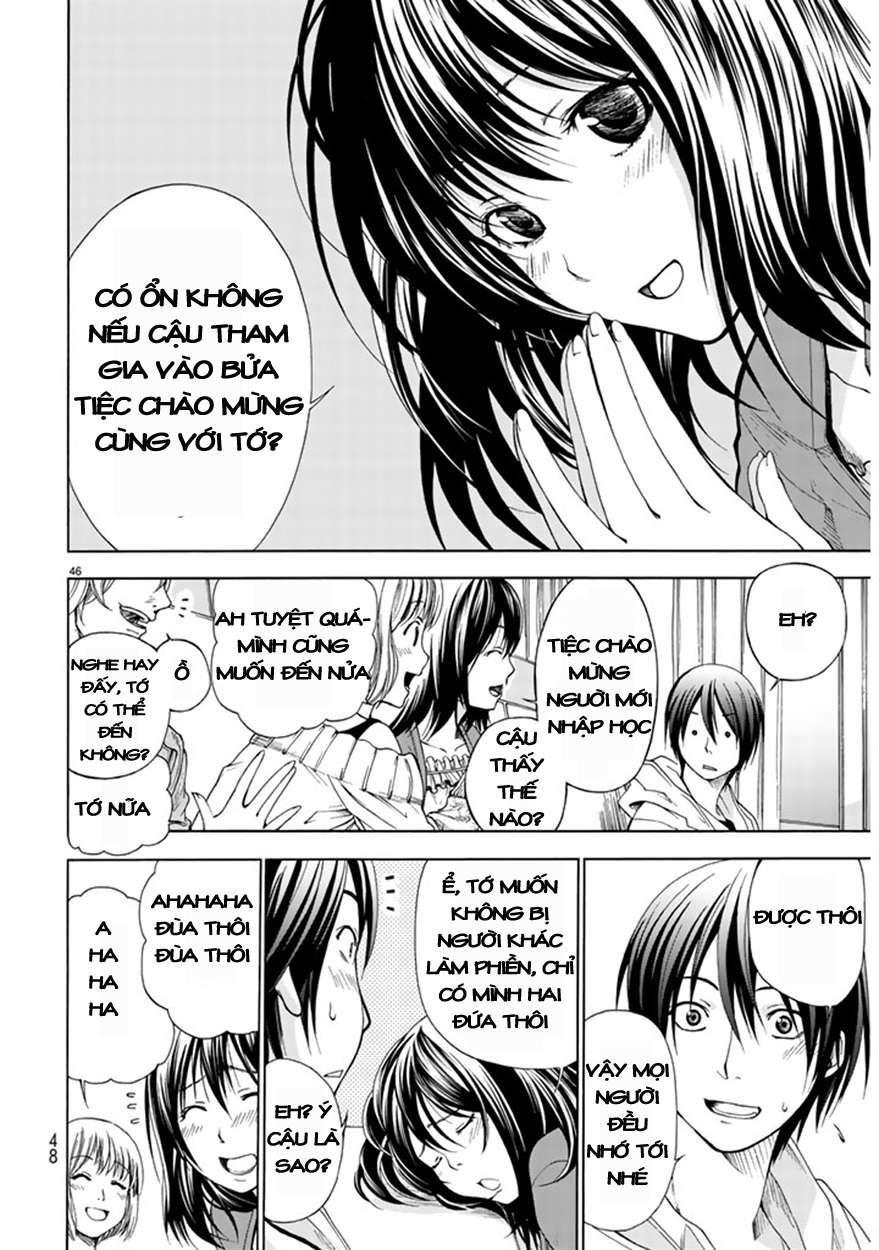 CÓ ỔN KHÔNG
NẾU CẬU THAM
GIA VÀO BỬA
TIỆC CHÀO MỪNG
CÙNG VỚI TỚ?
46
EH?
TIỆC CHÀO
MỪNG
NGUỜI MỚI
NHẬP HỌC
CẬU
THẤY
THẾ
NÀO?
AH TUYỆT QUÁ-
MÌNH CŨNG
MUỐN ĐẾN NỬA
Ồ
NGHE HAY
ĐẤY, TỚ
CÓ THỂ
ĐẾN
KHÔNG?
TỚ NỮA
ĐƯỢC THÔI
VẬY MỌI
NGƯỜI
ĐỀU
NHỚ TỚI
NHÉ
Ể, TỚ MUỐN
KHÔNG BỊ
NGƯỜI KHÁC
LÀM PHIỀN, CHỈ
CÓ MÌNH HAI
ĐỨA THÔI
EH? Ý
CẬU LÀ
SAO?
AHAHAHA
ĐÙA THÔI
ĐÙA THÔI
A
HA
HA
HA
48